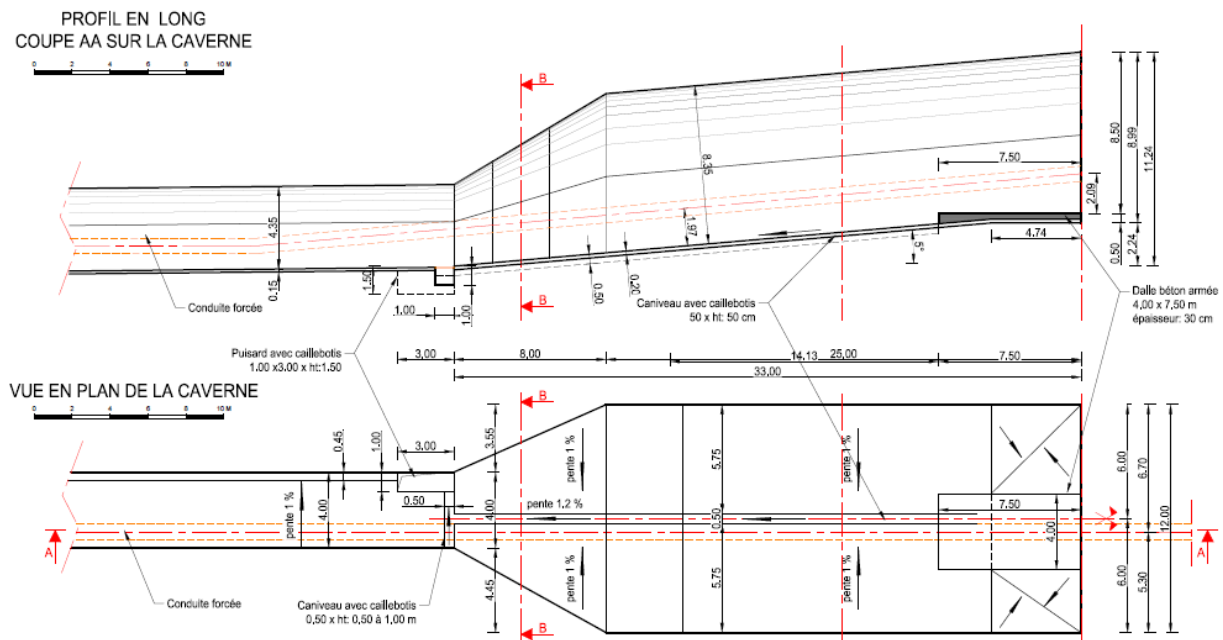 PROFIL EN LONG
COUPE AA SUR LA CAVERNE
0 2 4 6 8 10 M
B
B
4.35
0.15
1.50
1.00
1.00
0.50
0.20
1.97
8.35
5°
7.50
4.74
2.09
8.50
0.50
8.99
2.24
11.24
Conduite forcée
Puisard avec caillebotis
1.00 x3.00 x ht:1.50
Caniveau avec caillebotis
50 x ht: 50 cm
Dalle béton armée
4,00 x 7,50 m
épaisseur: 30 cm
3,00
8,00
14.13
25,00
7.50
33.00
VUE EN PLAN DE LA CAVERNE
0 2 4 6 8 10 M
B
B
0.45
1.00
3.00
3.55
4.00
4.00
4.45
0.50
pente 1 %
pente 1 %
pente 1 %
pente 1 %
pente 1 %
pente 1.2 %
5.75
0.50
5.75
7.50
4.00
6.00
6.00
6.70
5.30
12.00
A
A
Conduite forcée
Caniveau avec caillebotis
0,50 x ht: 0,50 à 1,00 m